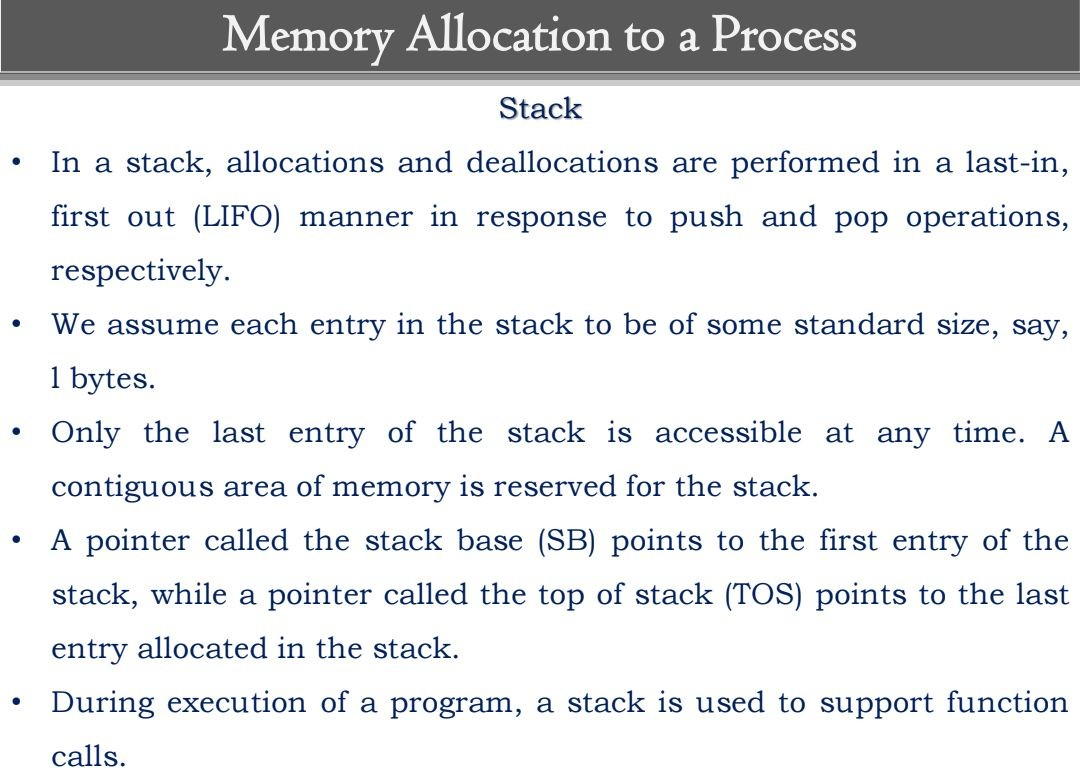 Memory Allocation to a Process
Stack
• In a stack, allocations and deallocations are performed in a last-in,
first out (LIFO) manner in response to push and pop operations,
respectively.
• We assume each entry in the stack to be of some standard size, say,
l bytes.
• Only the last entry of the stack is accessible at any time. A
contiguous area of memory is reserved for the stack.
• A pointer called the stack base (SB) points to the first entry of the
stack, while a pointer called the top of stack (TOS) points to the last
entry allocated in the stack.
• During execution of a program, a stack is used to support function
calls.